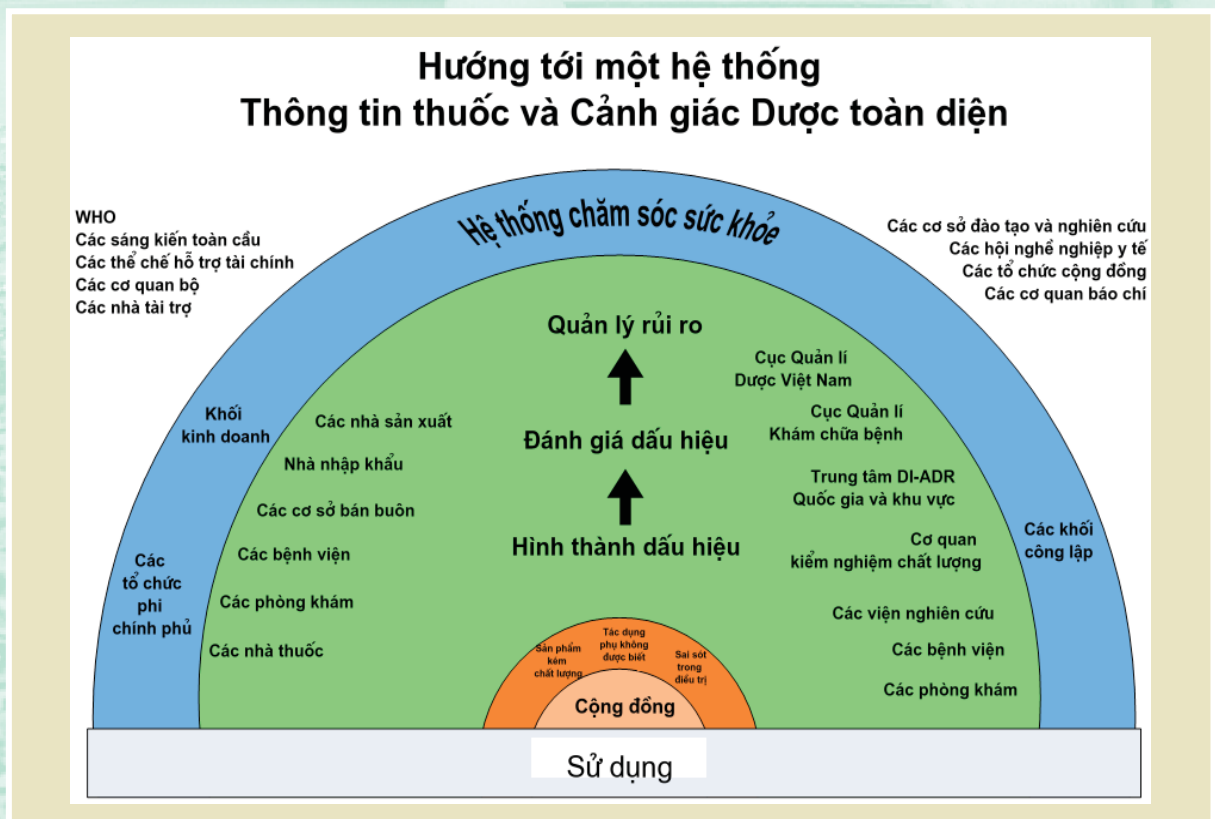 Hướng tới một hệ thống
Thông tin thuốc và Cảnh giác Dược toàn diện
WHO
Các sáng kiến toàn cầu
Các thể chế hỗ trợ tài chính
Các cơ quan bộ
Các nhà tài trợ
Các cơ sở đào tạo và nghiên cứu
Các hội nghề nghiệp y tế
Các tổ chức cộng đồng
Các cơ quan báo chí
Hệ thống chăm sóc sức khỏe
Khối
kinh doanh
Các
tổ chức
phi
chính phủ
Các nhà sản xuất
Nhà nhập khẩu
Các cơ sở bán buôn
Các bệnh viện
Các phòng khám
Các nhà thuốc
Quản lý rủi ro
Đánh giá dấu hiệu
Hình thành dấu hiệu
Cục Quản lí
Dược Việt Nam
Cục Quản lí
Khám chữa bệnh
Trung tâm DI-ADR
Quốc gia và khu vực
Cơ quan
kiểm nghiệm chất lượng
Các viện nghiên cứu
Các bệnh viện
Các phòng khám
Các khối
công lập
Sản phẩm
kém
chất lượng
Tác dụng
phụ không
được biết
Sai sót
trong
điều trị
Cộng đồng
Sử dụng